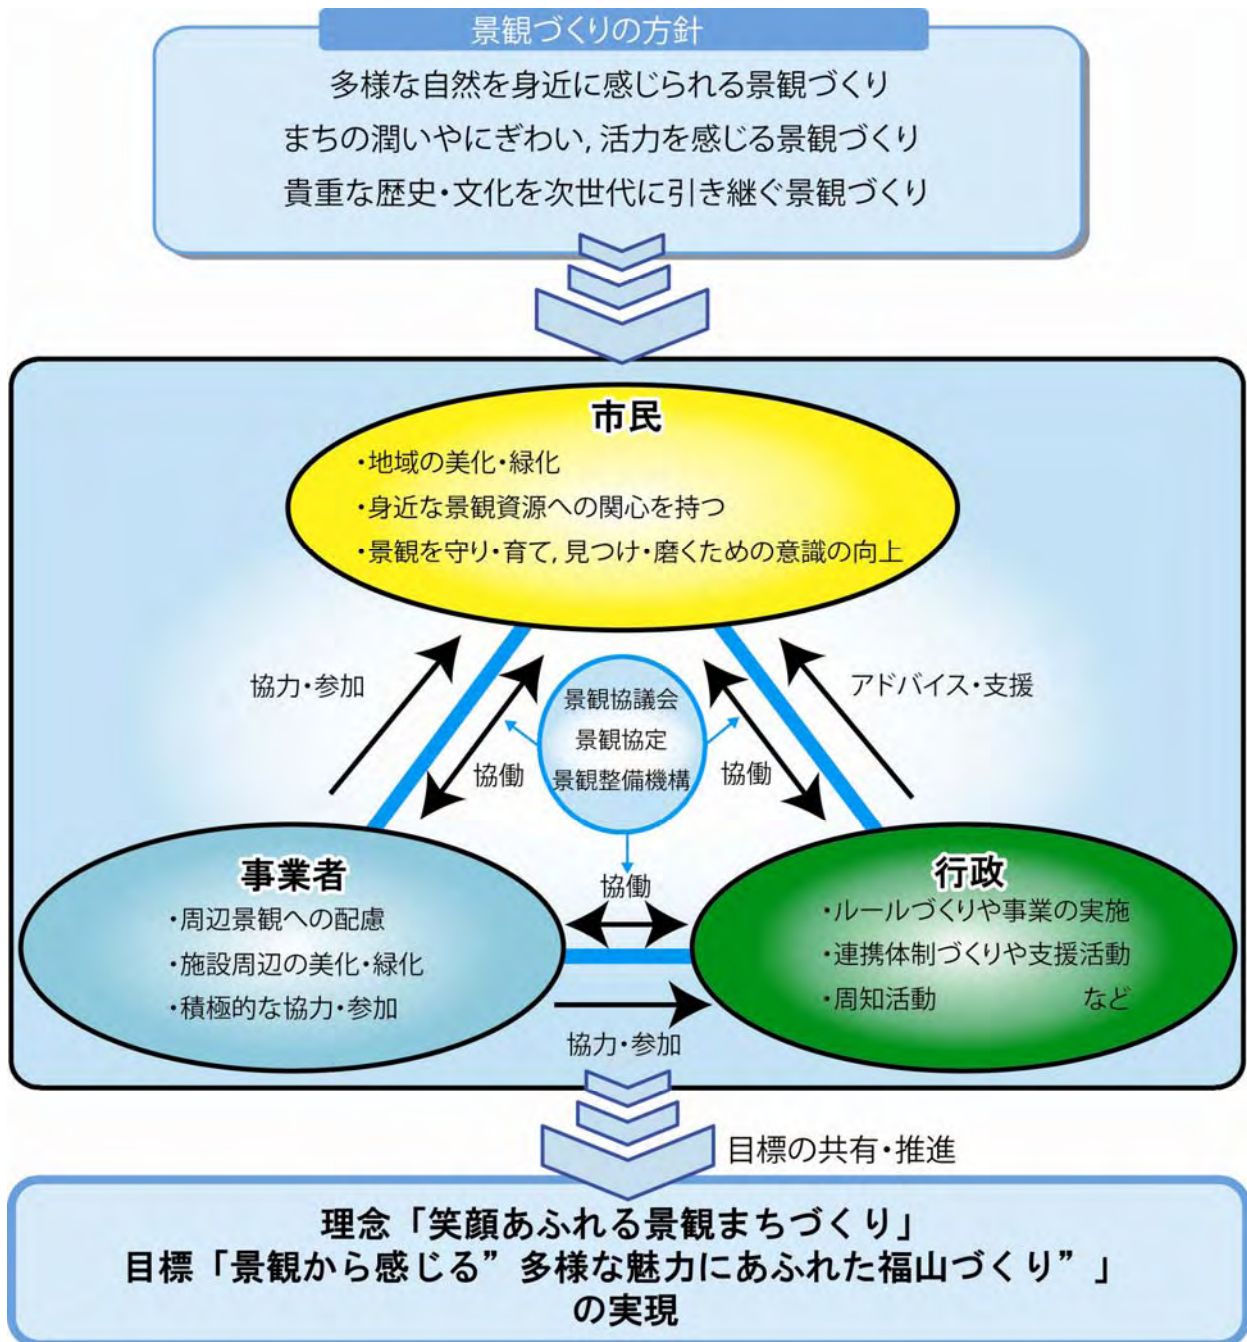 景観づくりの方針
多様な自然を身近に感じられる景観づくり
まちの潤いやにぎわい, 活力を感じる景観づくり
貴重な歴史・文化を次世代に引き継ぐ景観づくり
市民
・地域の美化・緑化
・身近な景観資源への関心を持つ
・景観を守り・育て, 見つけ・磨くための意識の向上
協力・参加
アドバイス・支援
景観協議会
景観協定
景観整備機構
協働
協働
協働
事業者
・周辺景観への配慮
・施設周辺の美化・緑化
・積極的な協力・参加
行政
・ルールづくりや事業の実施
・連携体制づくりや支援活動
・周知活動 など
協力・参加
目標の共有・推進
理念「笑顔あふれる景観まちづくり」
目標「景観から感じる”多様な魅力にあふれた福山づくり”」
の実現